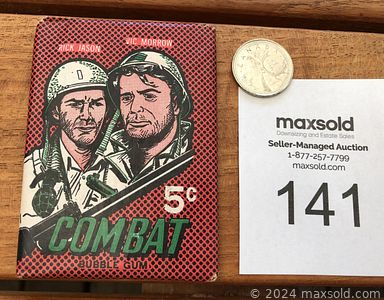 RICK JASON
VIC MORROW
5¢
COMBAT
BUBBLE GUM
maxsold
Downsizing and Estate Sales
Seller-Managed Auction
1-877-257-7799
maxsold.com
141
© 2024 maxsold.com